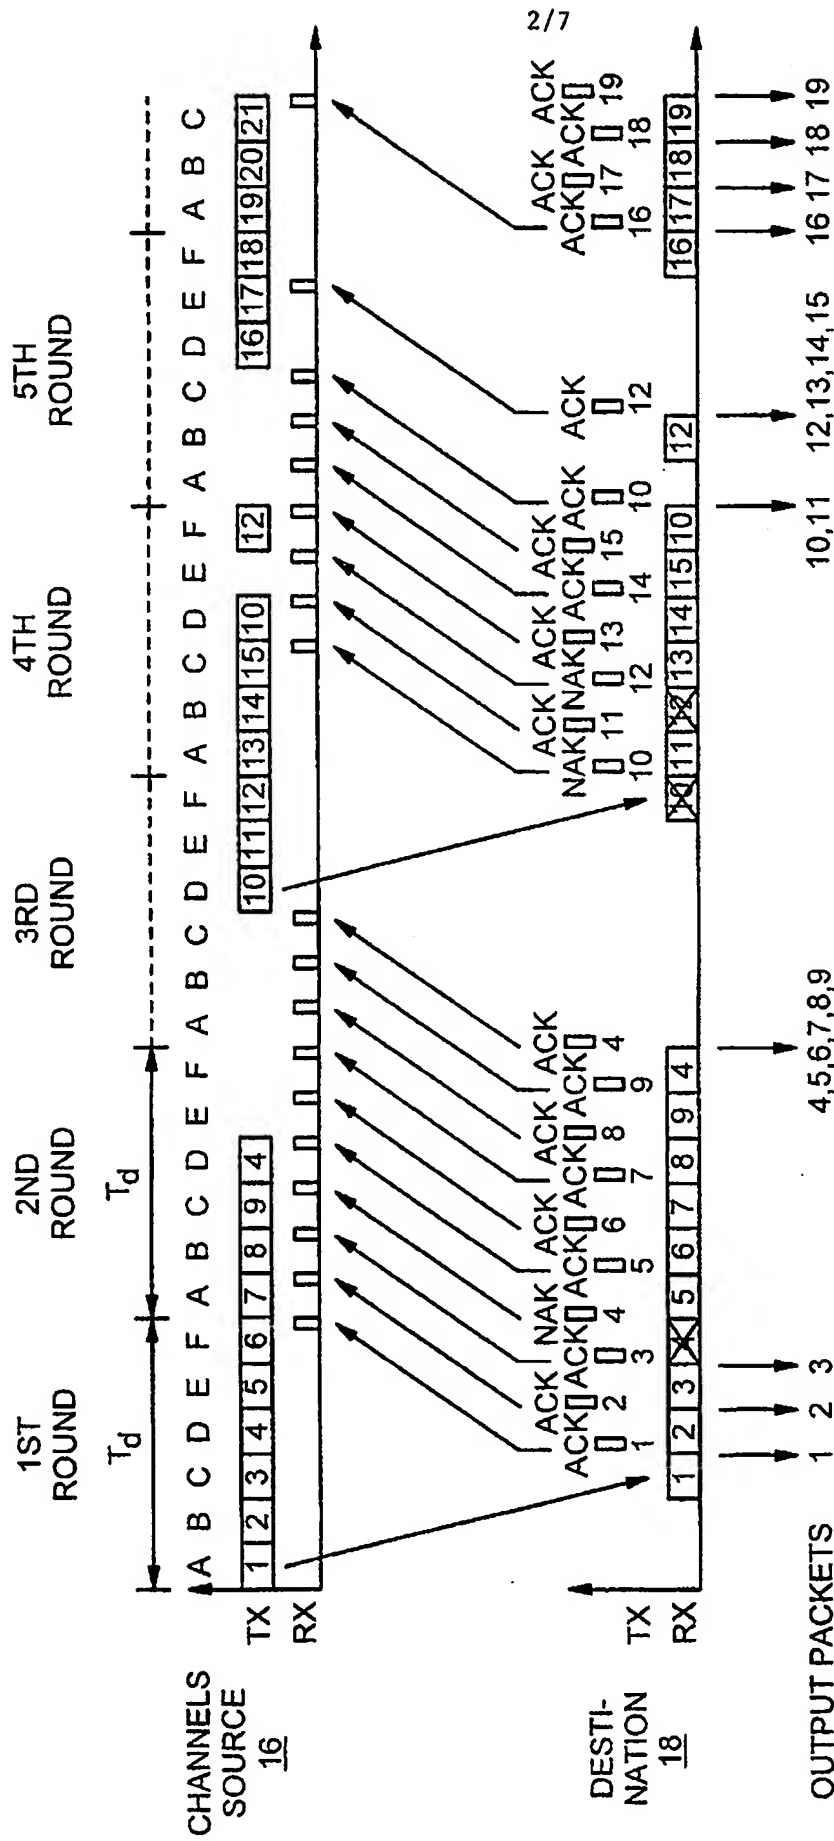 2/7
1ST ROUND 2ND ROUND 3RD ROUND 4TH ROUND 5TH ROUND
Td Td
CHANNELS A B C D E F A B C D E F A B C D E F A B C D E F A B C D E F A B C
SOURCE 16
TX 1 2 3 4 5 6 7 8 9 4 10 11 12 13 14 15 10 12 16 17 18 19 20 21
RX
ACK ACK ACK NAK ACK ACK ACK ACK ACK ACK NAK ACK NAK ACK ACK ACK ACK ACK ACK ACK ACK ACK
1 2 3 4 5 6 7 8 9 4 10 11 12 13 14 15 10 12 16 17 18 19
DESTI-
NATION
18
TX
RX 1 2 3 4 5 6 7 8 9 4 10 11 12 13 14 15 10 12 16 17 18 19
OUTPUT PACKETS 1 2 3 4,5,6,7,8,9 10,11 12,13,14,15 16 17 18 19